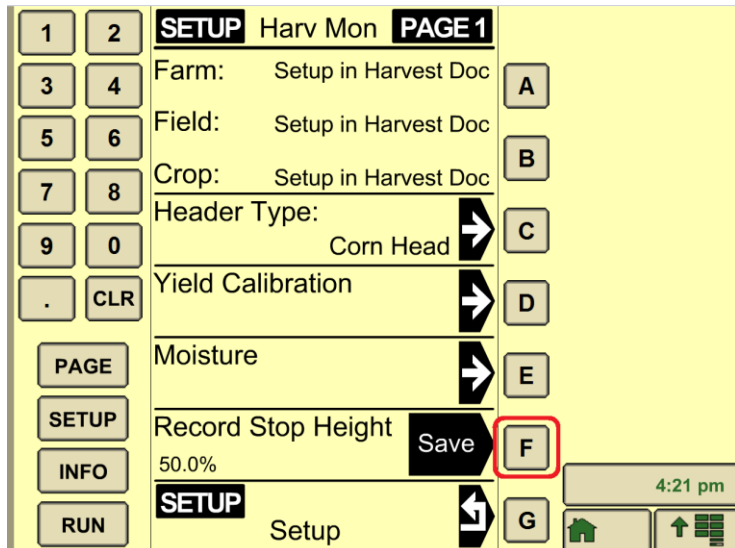 1 2 SETUP Harv Mon PAGE 1
3 4 Farm: Setup in Harvest Doc A
5 6 Field: Setup in Harvest Doc
B
7 8 Crop: Setup in Harvest Doc
Header Type:
9 0 Corn Head C
. CLR Yield Calibration D
PAGE Moisture E
SETUP Record Stop Height Save F
INFO 50.0%
4:21 pm
SETUP
RUN Setup G